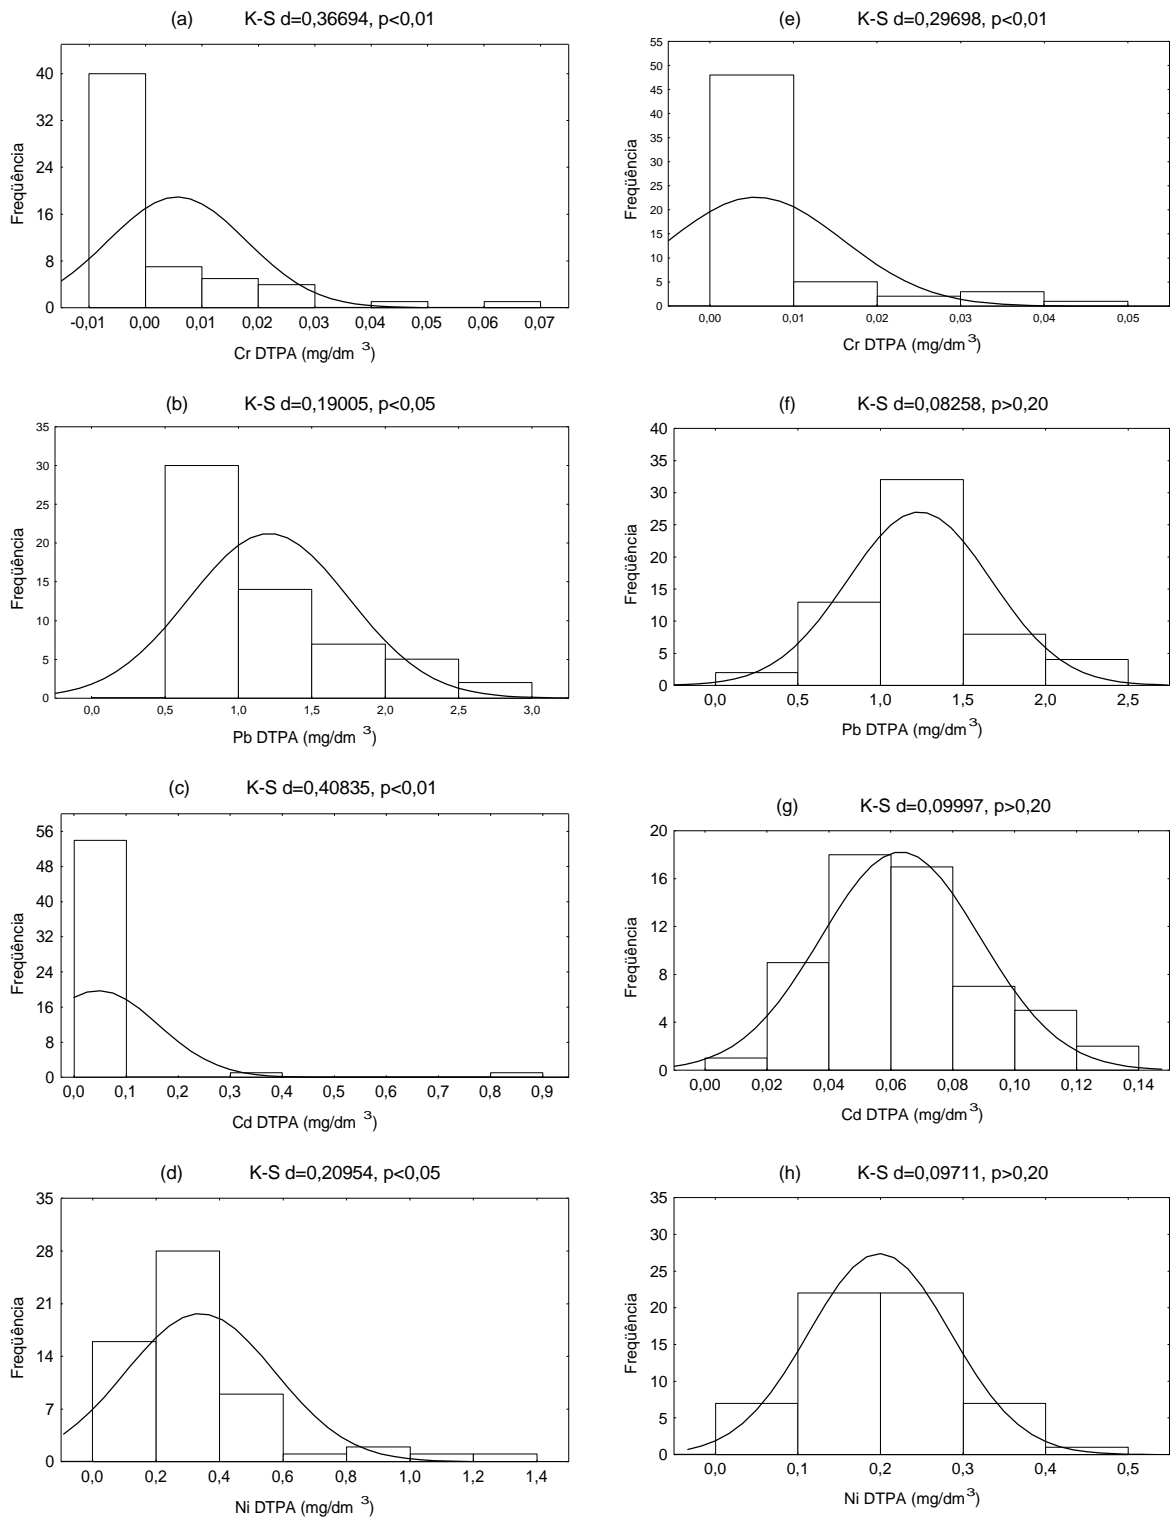 (a) K-S d=0,36694, p<0,01
40
32
24
16
8
0
Freqüência
-0,01 0,00 0,01 0,02 0,03 0,04 0,05 0,06 0,07
Cr DTPA (mg/dm ³)
(e) K-S d=0,29698, p<0,01
55
50
45
40
35
30
25
20
15
10
5
0
Freqüência
0,00 0,01 0,02 0,03 0,04 0,05
Cr DTPA (mg/dm³)
(b) K-S d=0,19005, p<0,05
35
30
25
20
15
10
5
0
Freqüência
0,0 0,5 1,0 1,5 2,0 2,5 3,0
Pb DTPA (mg/dm ³)
(f) K-S d=0,08258, p>0,20
40
35
30
25
20
15
10
5
0
Freqüência
0,0 0,5 1,0 1,5 2,0 2,5
Pb DTPA (mg/dm ³)
(c) K-S d=0,40835, p<0,01
56
48
40
32
24
16
8
0
Freqüência
0,0 0,1 0,2 0,3 0,4 0,5 0,6 0,7 0,8 0,9
Cd DTPA (mg/dm ³)
(g) K-S d=0,09997, p>0,20
20
16
12
8
4
0
Freqüência
0,00 0,02 0,04 0,06 0,08 0,10 0,12 0,14
Cd DTPA (mg/dm ³)
(d) K-S d=0,20954, p<0,05
35
28
21
14
7
0
Freqüência
0,0 0,2 0,4 0,6 0,8 1,0 1,2 1,4
Ni DTPA (mg/dm ³)
(h) K-S d=0,09711, p>0,20
35
30
25
20
15
10
5
0
Freqüência
0,0 0,1 0,2 0,3 0,4 0,5
Ni DTPA (mg/dm³)